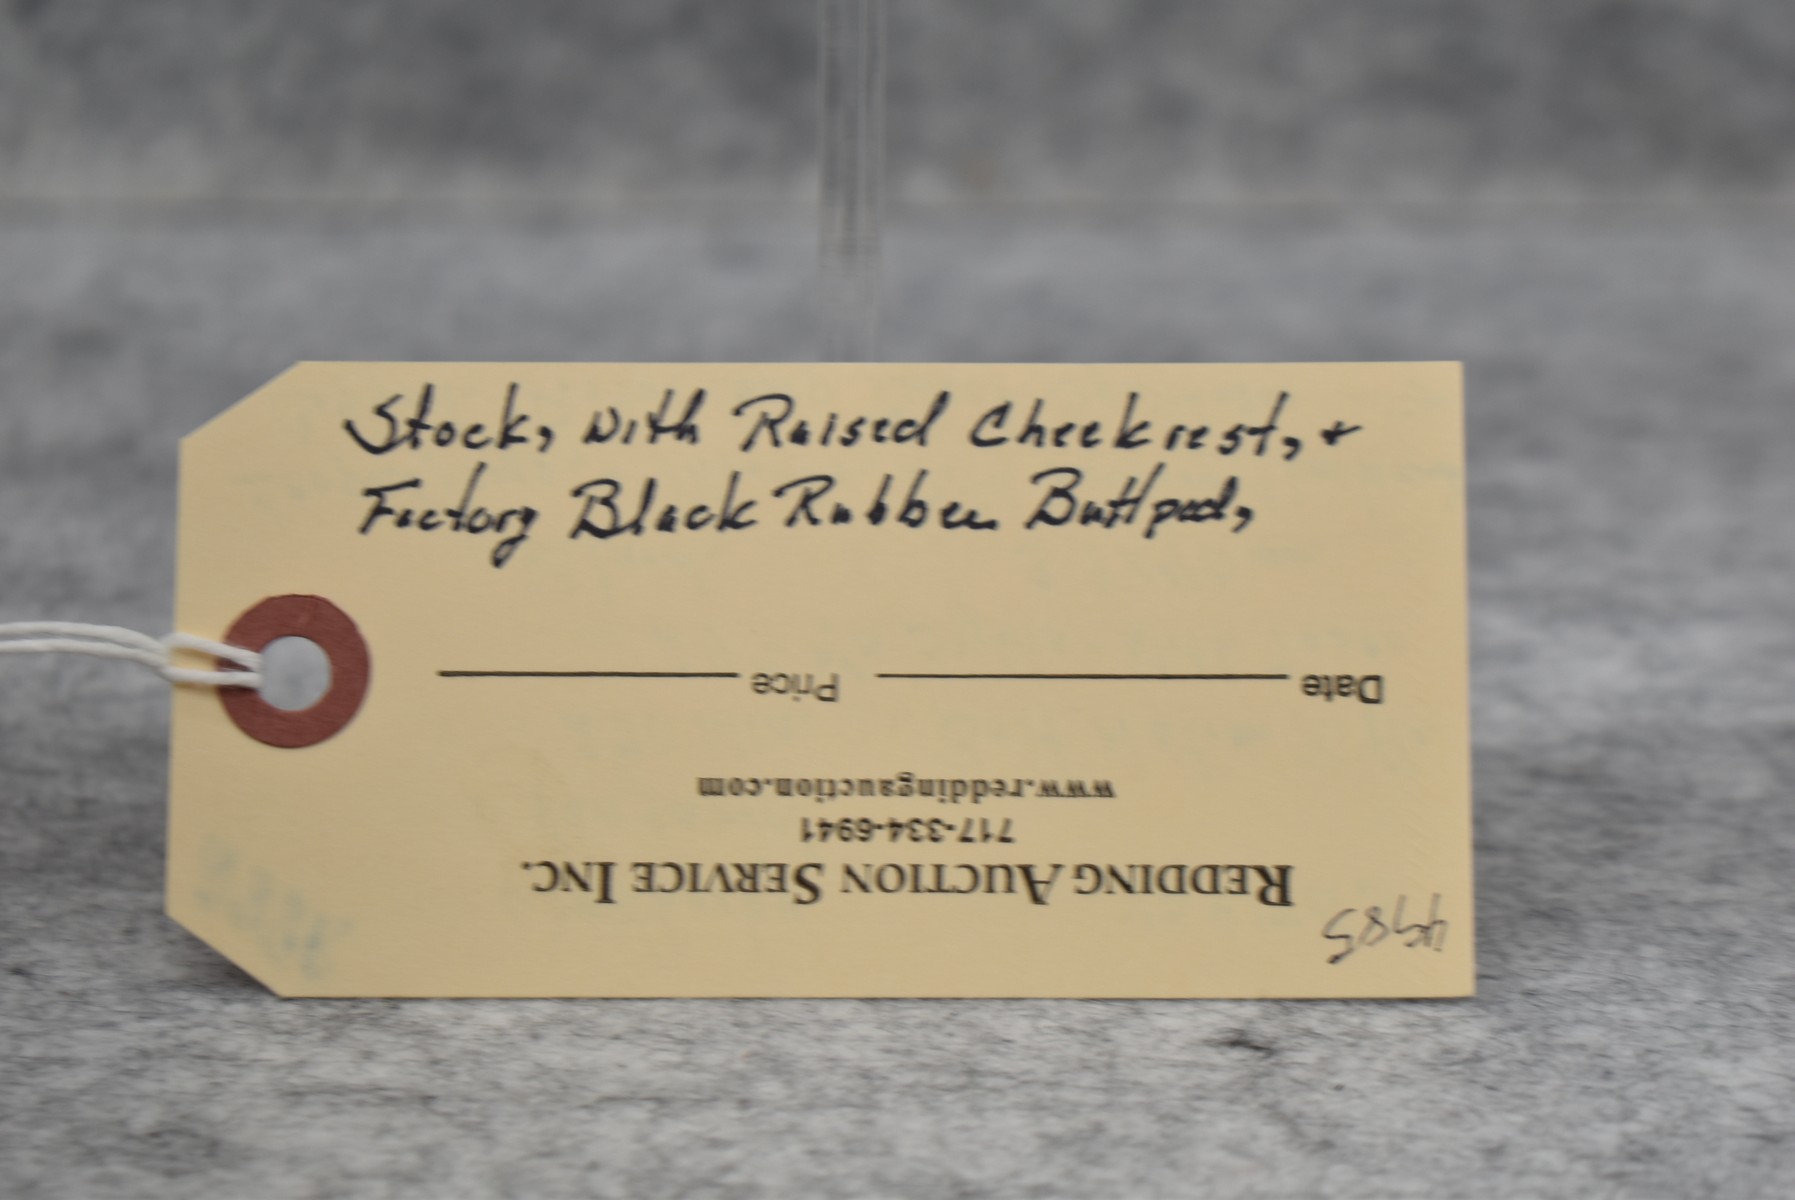 Stock, with Raised Cheekrest, +
Factory Black Rubber Buttpad,
Date Price
www.reddingauction.com
717-334-6941
REDDING AUCTION SERVICE INC.